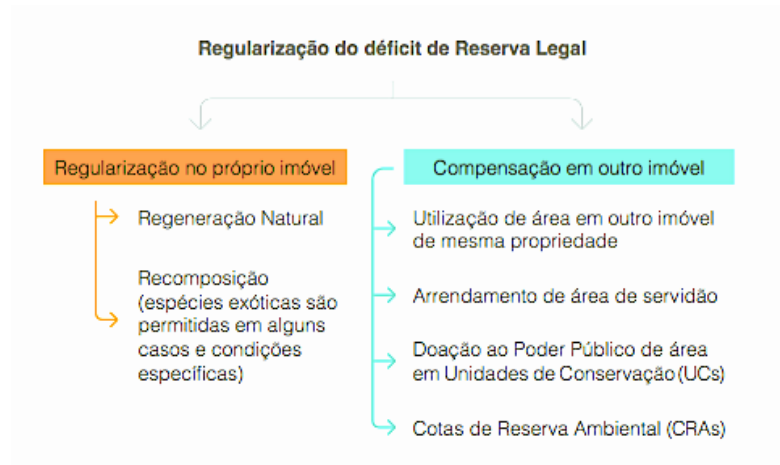 Regularização do déficit de Reserva Legal
Regularização no próprio imóvel
Regeneração Natural
Recomposição
(espécies exóticas são
permitidas em alguns
casos e condições
específicas)
Compensação em outro imóvel
Utilização de área em outro imóvel
de mesma propriedade
Arrendamento de área de servidão
Doação ao Poder Público de área
em Unidades de Conservação (UCs)
Cotas de Reserva Ambiental (CRAs)